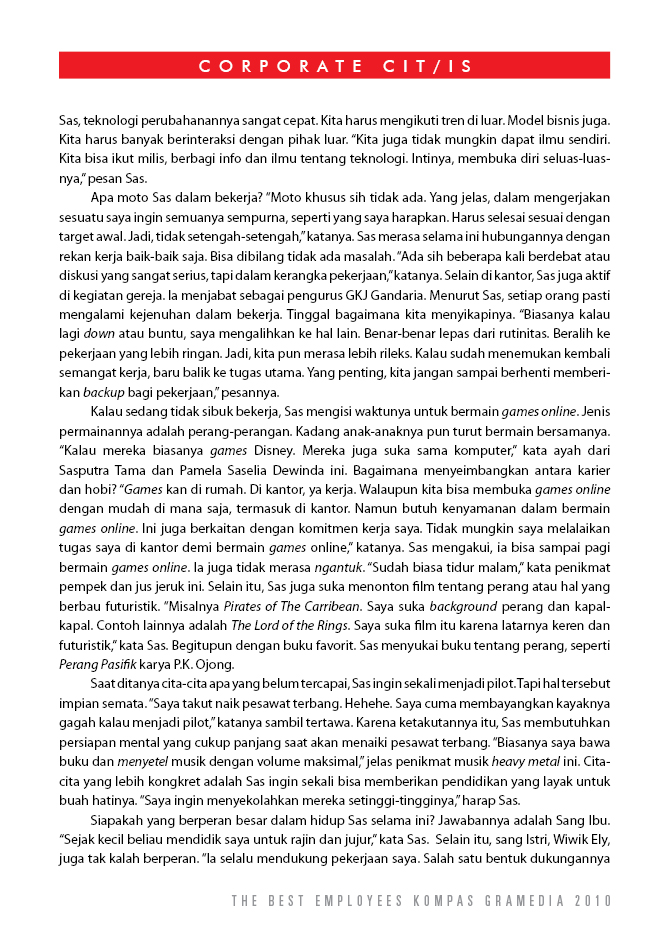 CORPORATE CIT/IS
Sas, teknologi perubahanannya sangat cepat. Kita harus mengikuti tren di luar. Model bisnis juga.
Kita harus banyak berinteraksi dengan pihak luar. “Kita juga tidak mungkin dapat ilmu sendiri.
Kita bisa ikut milis, berbagi info dan ilmu tentang teknologi. Intinya, membuka diri seluas-luas-
nya,” pesan Sas.
Apa moto Sas dalam bekerja? “Moto khusus sih tidak ada. Yang jelas, dalam mengerjakan
sesuatu saya ingin semuanya sempurna, seperti yang saya harapkan. Harus selesai sesuai dengan
target awal. Jadi, tidak setengah-setengah,” katanya. Sas merasa selama ini hubungannya dengan
rekan kerja baik-baik saja. Bisa dibilang tidak ada masalah. “Ada sih beberapa kali berdebat atau
diskusi yang sangat serius, tapi dalam kerangka pekerjaan,” katanya. Selain di kantor, Sas juga aktif
di kegiatan gereja. Ia menjabat sebagai pengurus GKJ Gandaria. Menurut Sas, setiap orang pasti
mengalami kejenuhan dalam bekerja. Tinggal bagaimana kita menyikapinya. “Biasanya kalau
lagi down atau buntu, saya mengalihkan ke hal lain. Benar-benar lepas dari rutinitas. Beralih ke
pekerjaan yang lebih ringan. Jadi, kita pun merasa lebih rileks. Kalau sudah menemukan kembali
semangat kerja, baru balik ke tugas utama. Yang penting, kita jangan sampai berhenti memberi-
kan backup bagi pekerjaan,” pesannya.
Kalau sedang tidak sibuk bekerja, Sas mengisi waktunya untuk bermain games online. Jenis
permainannya adalah perang-perangan. Kadang anak-anaknya pun turut bermain bersamanya.
“Kalau mereka biasanya games Disney. Mereka juga suka sama komputer,” kata ayah dari
Sasputra Tama dan Pamela Saselia Dewinda ini. Bagaimana menyeimbangkan antara karier
dan hobi? “Games kan di rumah. Di kantor, ya kerja. Walaupun kita bisa membuka games online
dengan mudah di mana saja, termasuk di kantor. Namun butuh kenyamanan dalam bermain
games online. Ini juga berkaitan dengan komitmen kerja saya. Tidak mungkin saya melalaikan
tugas saya di kantor demi bermain games online,” katanya. Sas mengakui, ia bisa sampai pagi
bermain games online. Ia juga tidak merasa ngantuk. “Sudah biasa tidur malam,” kata penikmat
pempek dan jus jeruk ini. Selain itu, Sas juga suka menonton film tentang perang atau hal yang
berbau futuristik. “Misalnya Pirates of The Carribean. Saya suka background perang dan kapal-
kapal. Contoh lainnya adalah The Lord of the Rings. Saya suka film itu karena latarnya keren dan
futuristik,” kata Sas. Begitupun dengan buku favorit. Sas menyukai buku tentang perang, seperti
Perang Pasifik karya P.K. Ojong.
Saat ditanya cita-cita apa yang belum tercapai, Sas ingin sekali menjadi pilot. Tapi hal tersebut
impian semata. “Saya takut naik pesawat terbang. Hehehe. Saya cuma membayangkan kayaknya
gagah kalau menjadi pilot,” katanya sambil tertawa. Karena ketakutannya itu, Sas membutuhkan
persiapan mental yang cukup panjang saat akan menaiki pesawat terbang. “Biasanya saya bawa
buku dan menyetel musik dengan volume maksimal,” jelas penikmat musik heavy metal ini. Cita-
cita yang lebih kongkret adalah Sas ingin sekali bisa memberikan pendidikan yang layak untuk
buah hatinya. “Saya ingin menyekolahkan mereka setinggi-tingginya,” harap Sas.
Siapakah yang berperan besar dalam hidup Sas selama ini? Jawabannya adalah Sang Ibu.
“Sejak kecil beliau mendidik saya untuk rajin dan jujur,” kata Sas. Selain itu, sang Istri, Wiwik Ely,
juga tak kalah berperan. “Ia selalu mendukung pekerjaan saya. Salah satu bentuk dukungannya
THE BEST EMPLOYEES KOMPAS GRAMEDIA 2010